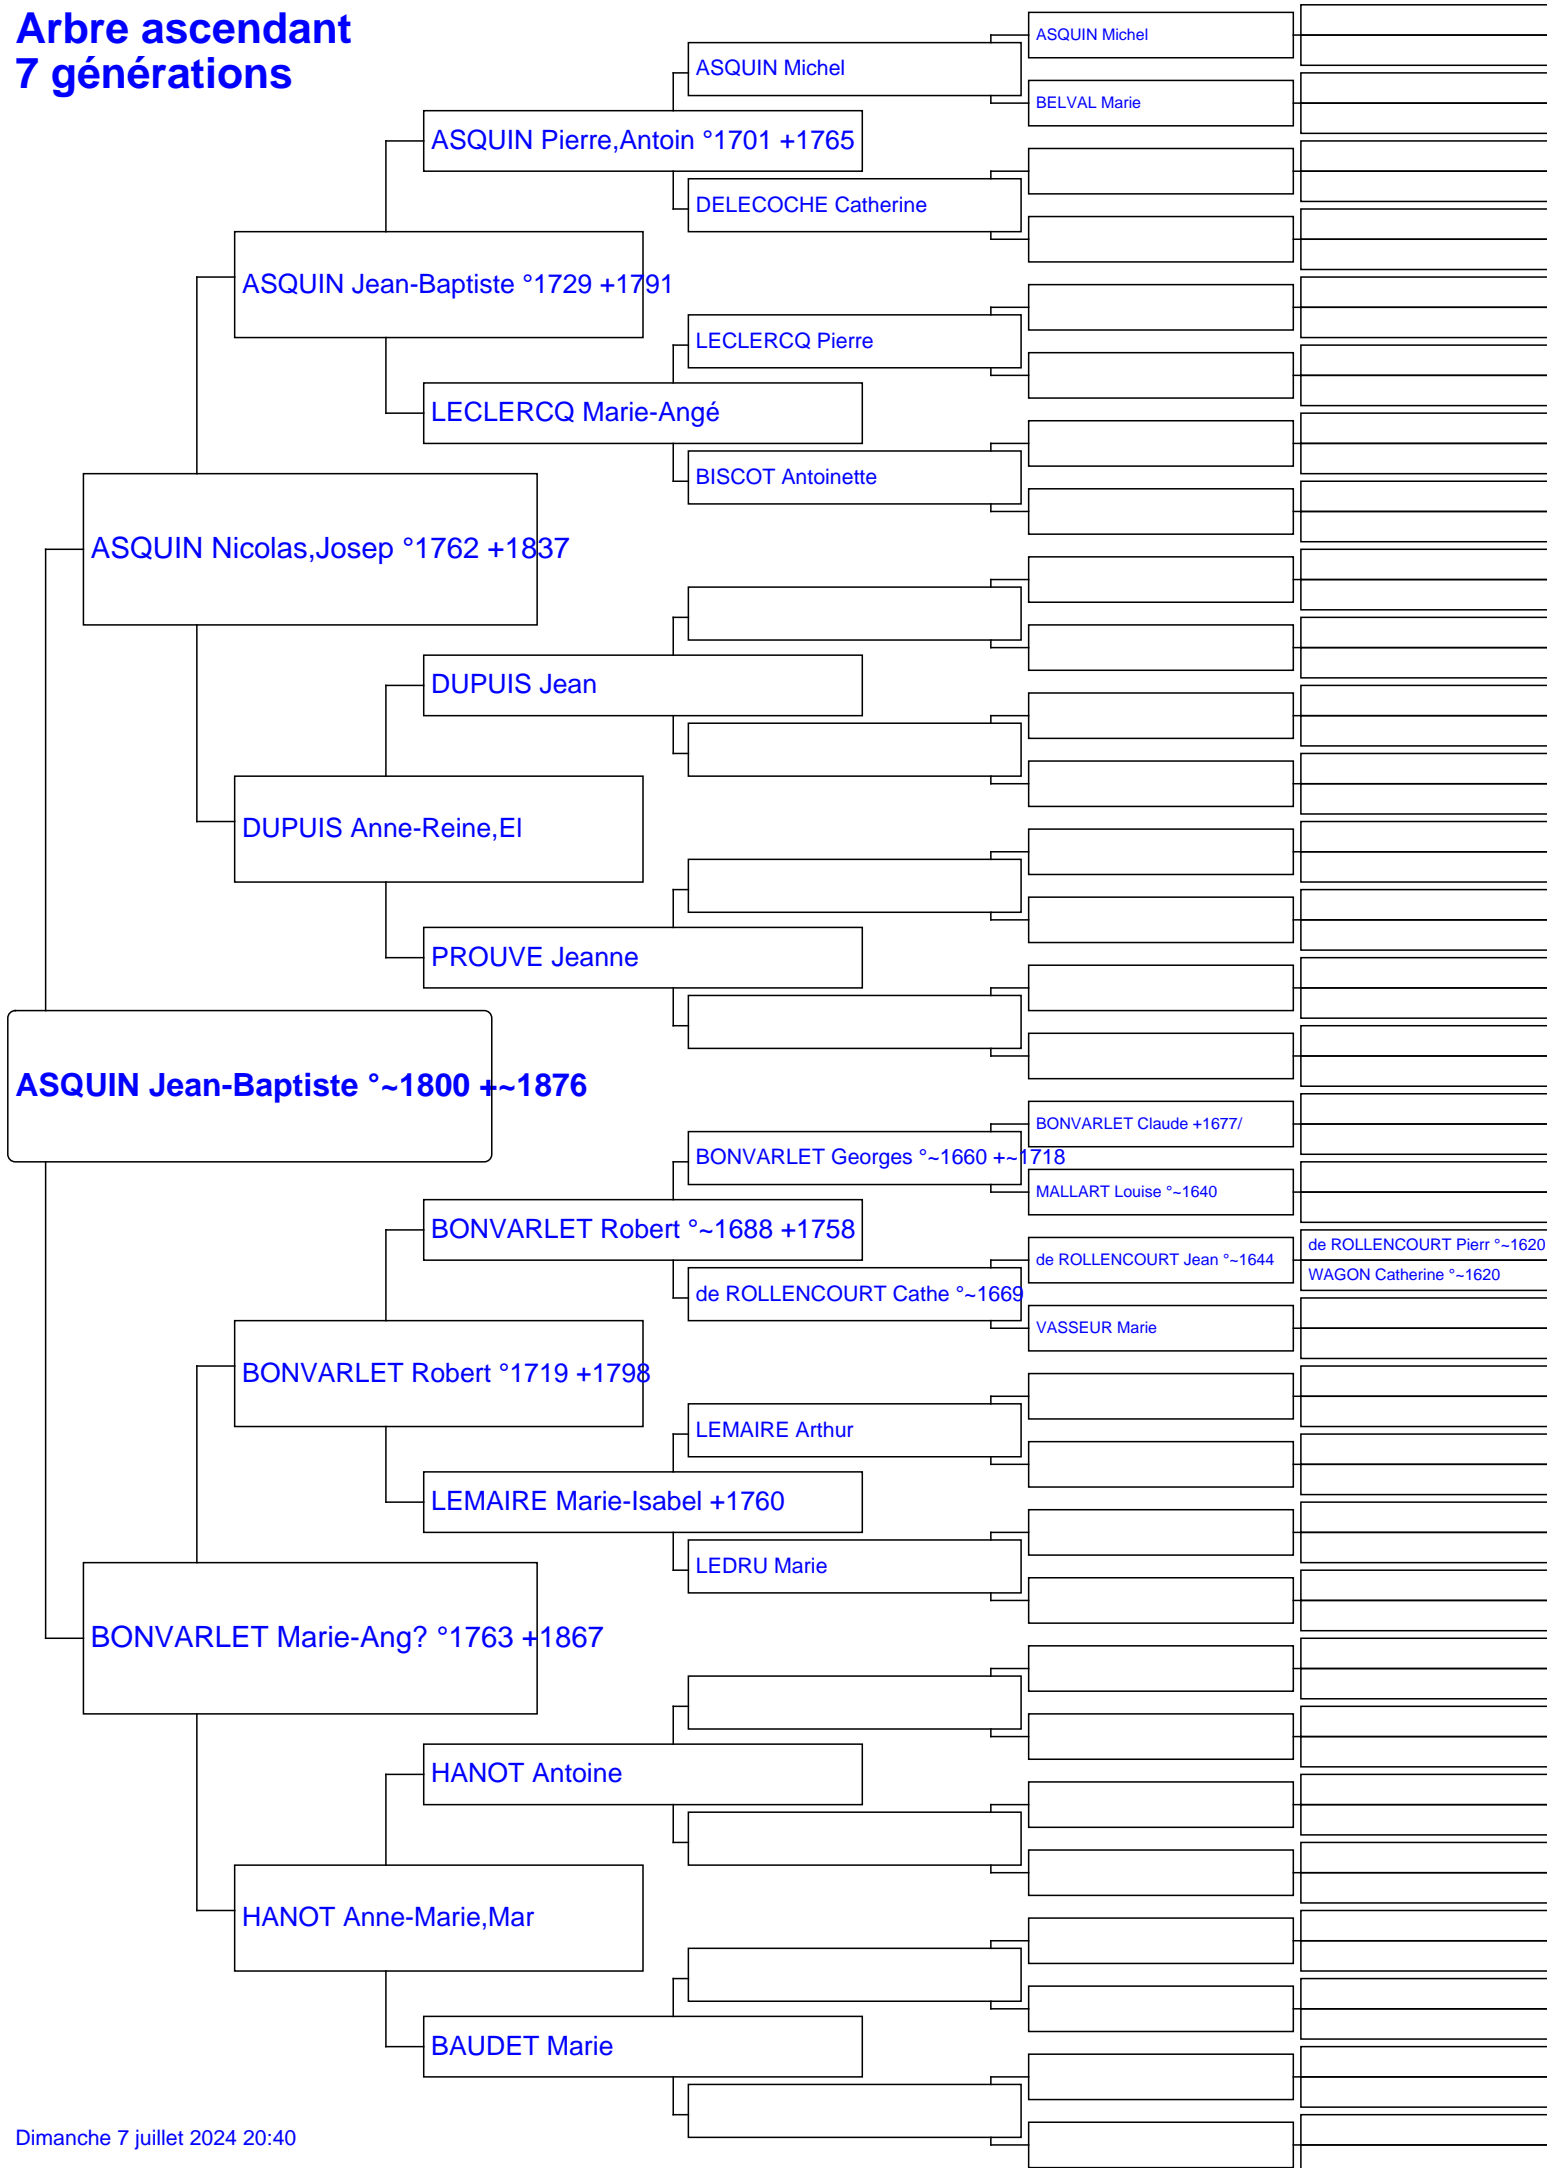 Arbre ascendant
7 générations
ASQUIN Michel
ASQUIN Michel
BELVAL Marie
ASQUIN Pierre,Antoin °1701 +1765
DELECOCHE Catherine
ASQUIN Jean-Baptiste °1729 +1791
LECLERCQ Pierre
LECLERCQ Marie-Angé
BISCOT Antoinette
ASQUIN Nicolas,Josep °1762 +1837
DUPUIS Jean
DUPUIS Anne-Reine,El
PROUVE Jeanne
ASQUIN Jean-Baptiste °~1800 +~1876
BONVARLET Claude +1677/
BONVARLET Georges °~1660 +~1718
MALLART Louise °~1640
BONVARLET Robert °~1688 +1758
de ROLLENCOURT Pierr °~1620
de ROLLENCOURT Jean °~1644
WAGON Catherine °~1620
de ROLLENCOURT Cathe °~1669
VASSEUR Marie
BONVARLET Robert °1719 +1798
LEMAIRE Arthur
LEMAIRE Marie-Isabel +1760
LEDRU Marie
BONVARLET Marie-Ang? °1763 +1867
HANOT Antoine
HANOT Anne-Marie,Mar
BAUDET Marie
Dimanche 7 juillet 2024 20:40